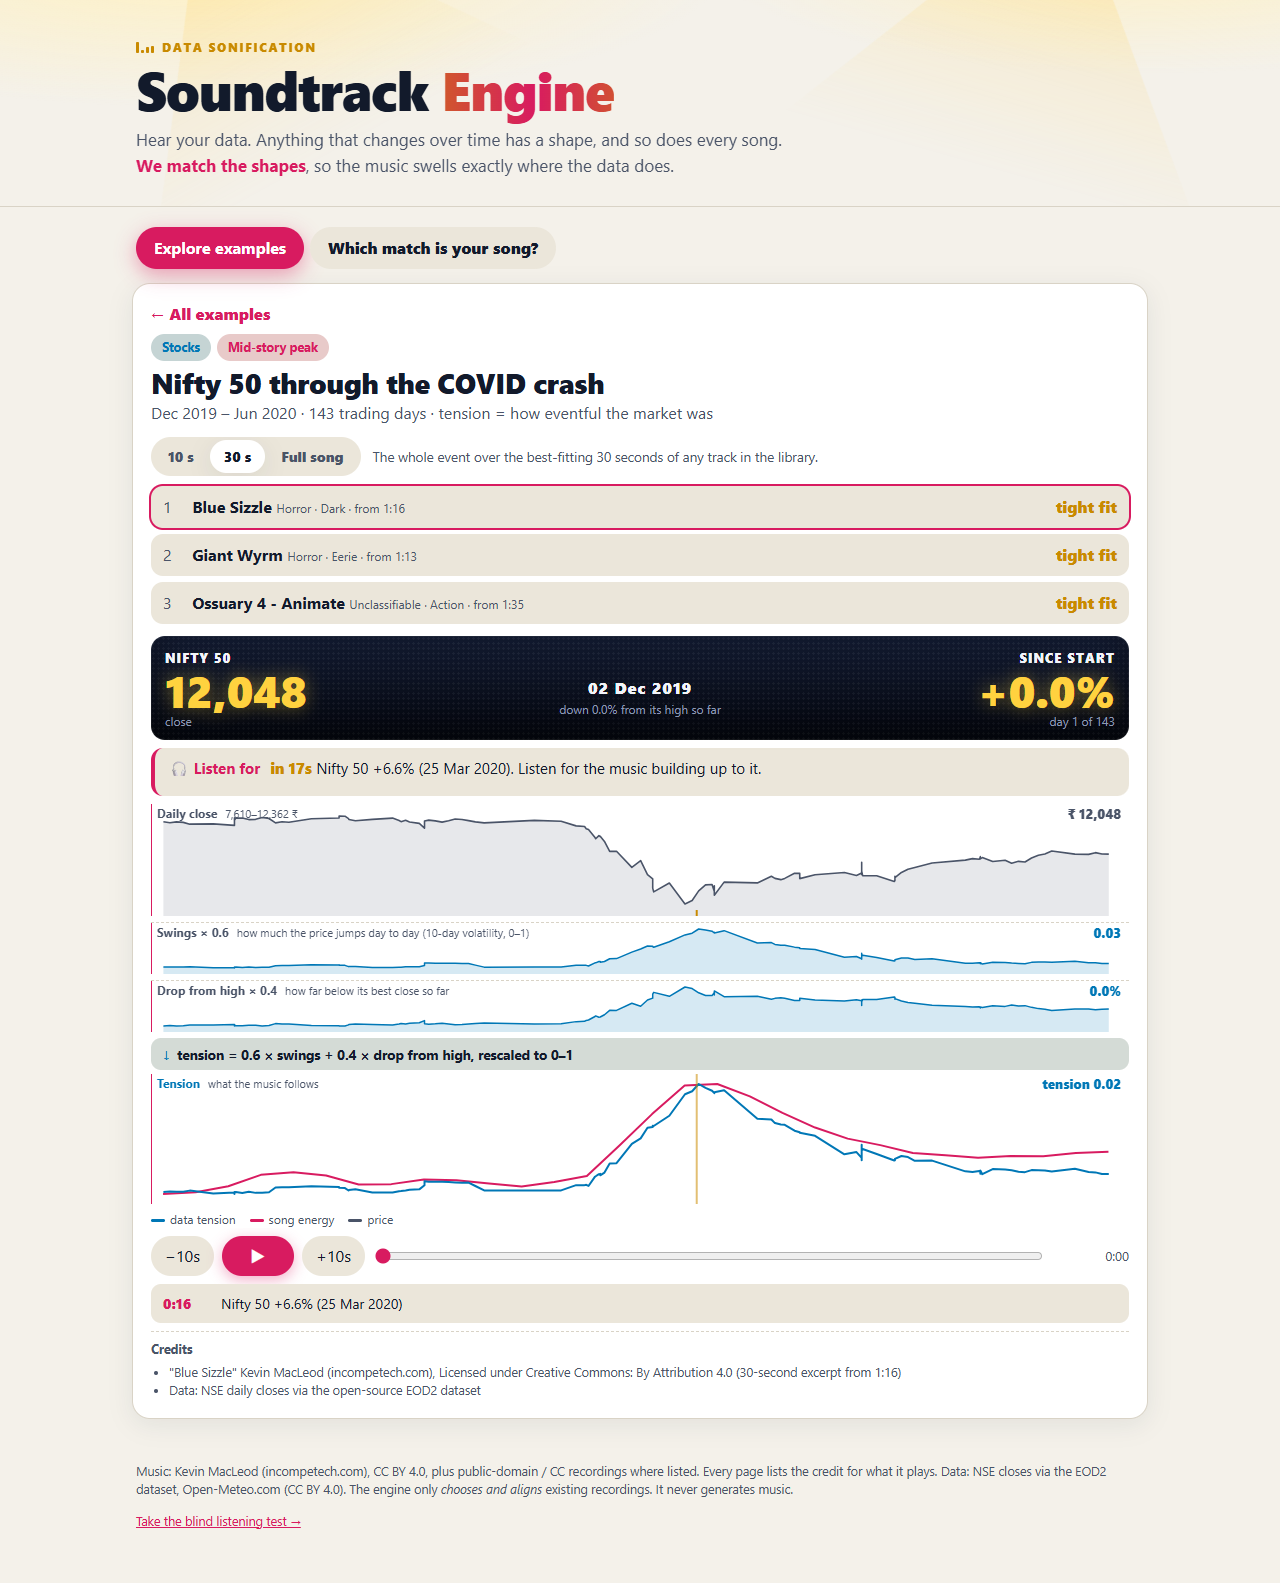 DATA SONIFICATION
Soundtrack Engine
Hear your data. Anything that changes over time has a shape, and so does every song.
We match the shapes, so the music swells exactly where the data does.
Explore examples
Which match is your song?
← All examples
Stocks
Mid-story peak
Nifty 50 through the COVID crash
Dec 2019 – Jun 2020 · 143 trading days · tension = how eventful the market was
10 s
30 s
Full song
The whole event over the best-fitting 30 seconds of any track in the library.
1 Blue Sizzle Horror · Dark · from 1:16 tight fit
2 Giant Wyrm Horror · Eerie · from 1:13 tight fit
3 Ossuary 4 - Animate Unclassifiable · Action · from 1:35 tight fit
NIFTY 50
12,048
close
02 Dec 2019
down 0.0% from its high so far
SINCE START
+0.0%
day 1 of 143
Listen for in 17s Nifty 50 +6.6% (25 Mar 2020). Listen for the music building up to it.
Daily close 7,610–12,362 ₹ ₹ 12,048
Swings × 0.6 how much the price jumps day to day (10-day volatility, 0–1) 0.03
Drop from high × 0.4 how far below its best close so far 0.0%
↓ tension = 0.6 × swings + 0.4 × drop from high, rescaled to 0–1
Tension what the music follows tension 0.02
data tension song energy price
−10s
+10s
0:00
0:16 Nifty 50 +6.6% (25 Mar 2020)
Credits
• "Blue Sizzle" Kevin MacLeod (incompetech.com), Licensed under Creative Commons: By Attribution 4.0 (30-second excerpt from 1:16)
• Data: NSE daily closes via the open-source EOD2 dataset
Music: Kevin MacLeod (incompetech.com), CC BY 4.0, plus public-domain / CC recordings where listed. Every page lists the credit for what it plays. Data: NSE closes via the EOD2
dataset, Open-Meteo.com (CC BY 4.0). The engine only chooses and aligns existing recordings. It never generates music.
Take the blind listening test →